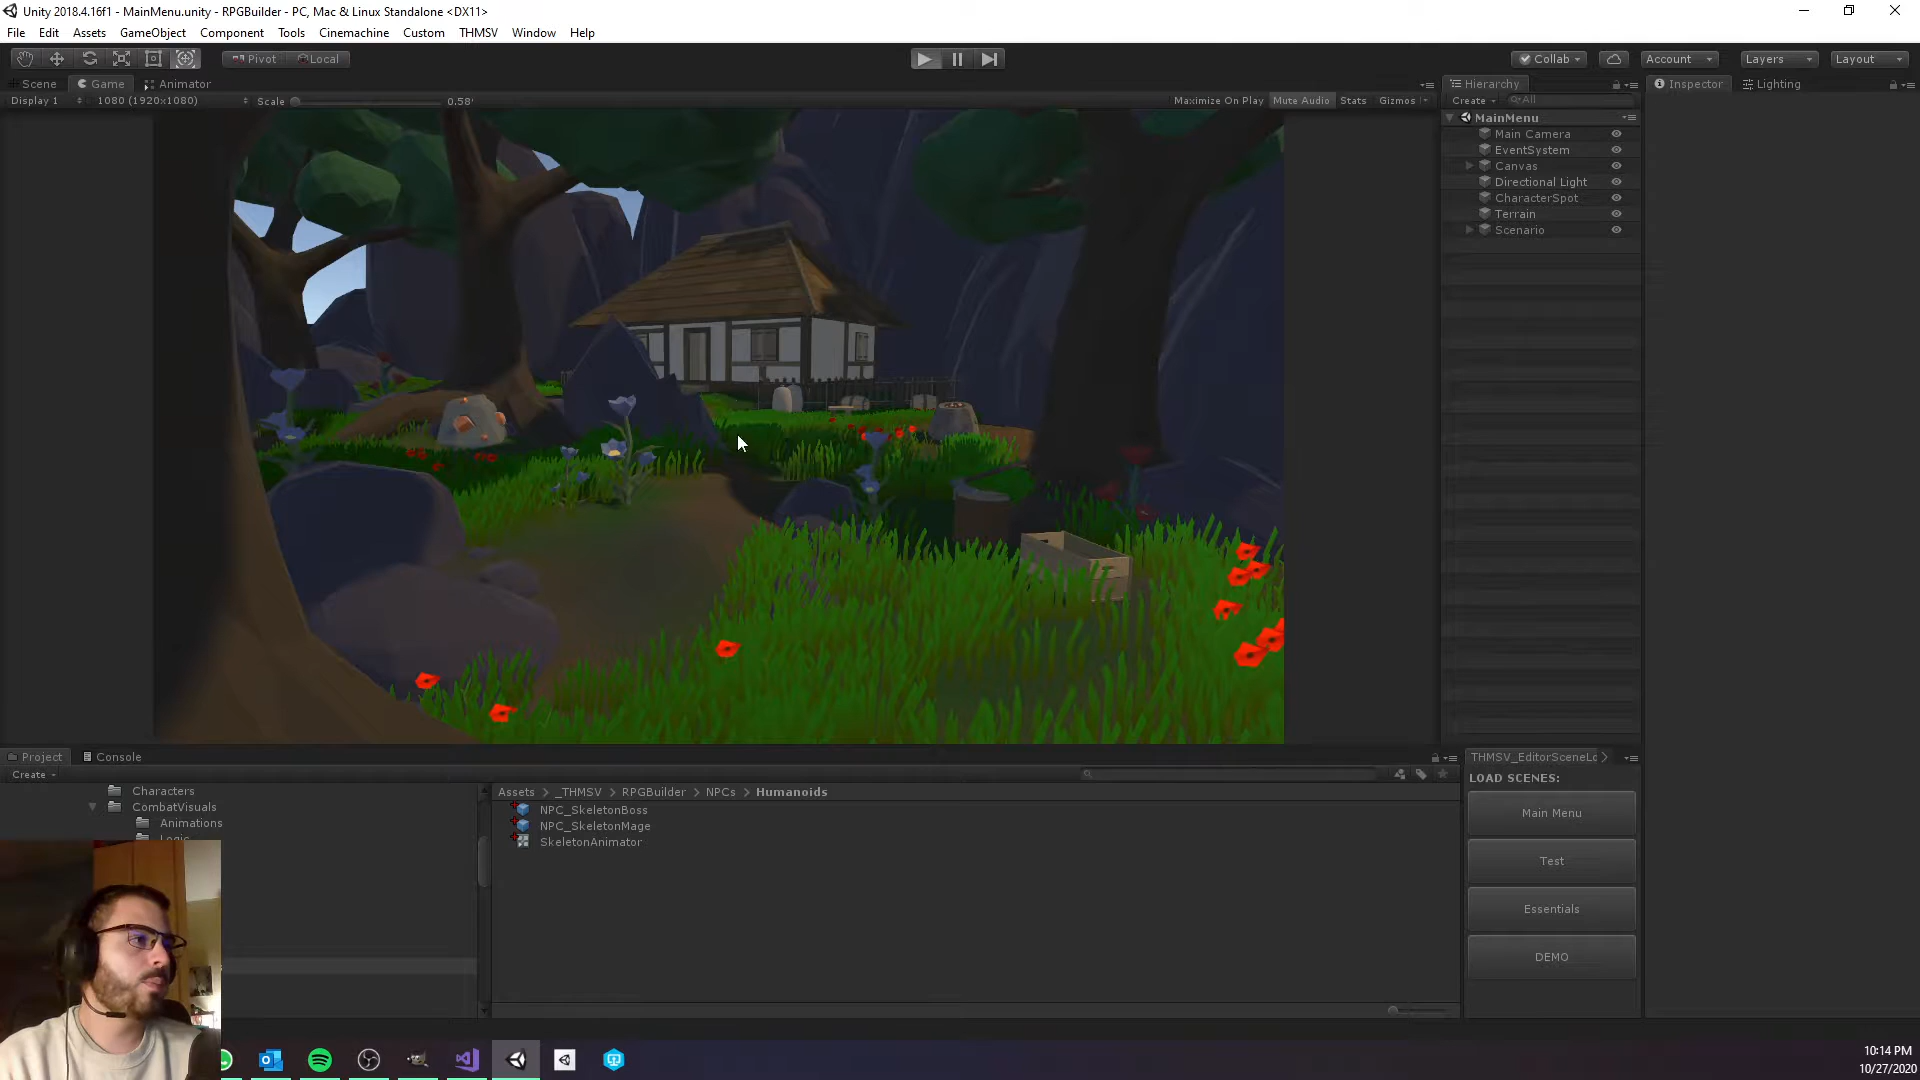 Unity 2018.4.16f1 - MainMenu.unity - RPGBuilder - PC, Mac & Linux Standalone <DX11>
File Edit Assets GameObject Component Tools Cinemachine Custom THMSV Window Help
Pivot Local Collab Account Layers Layout
Scene Game Animator Hierarchy Inspector Lighting
Display 1 1080 (1920x1080) Scale 0.58 Maximize On Play Mute Audio Stats Gizmos Create All
MainMenu
Main Camera
EventSystem
Canvas
Directional Light
CharacterSpot
Terrain
Scenario
Project Console
Create
Characters
CombatVisuals
Animations
Logic
Assets > _THMSV > RPGBuilder > NPCs > Humanoids
NPC_SkeletonBoss
NPC_SkeletonMage
SkeletonAnimator
THMSV_EditorSceneLo
LOAD SCENES:
Main Menu
Test
Essentials
DEMO
10:14 PM
10/27/2020